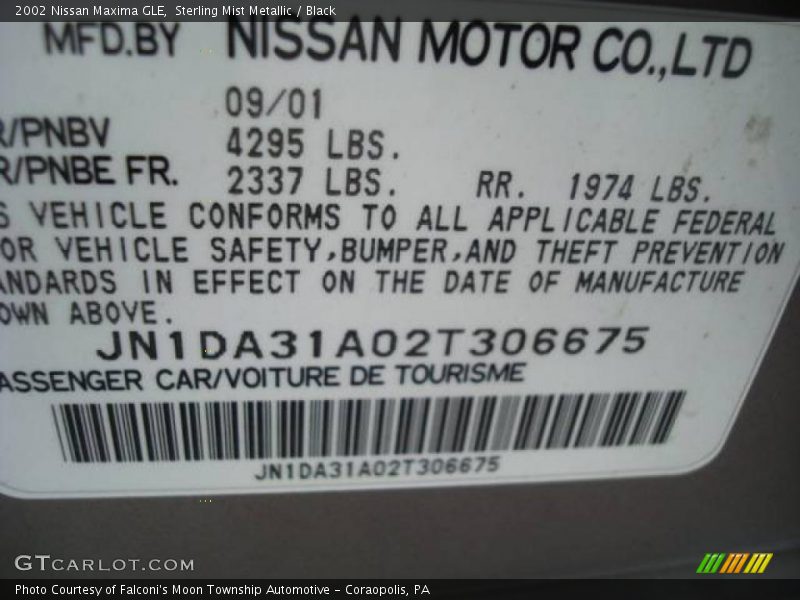 2002 Nissan Maxima GLE,  Sterling Mist Metallic / Black
MFD.BY NISSAN MOTOR CO.,LTD
09/01
R/PNBV 4295 LBS.
R/PNBE FR. 2337 LBS. RR. 1974 LBS.
S VEHICLE CONFORMS TO ALL APPLICABLE FEDERAL
OR VEHICLE SAFETY,BUMPER,AND THEFT PREVENTION
ANDARDS IN EFFECT ON THE DATE OF MANUFACTURE
OWN ABOVE.
JN1DA31A02T306675
ASSENGER CAR/VOITURE DE TOURISME
JN1DA31A02T306675
GTCARLOT.COM
Photo Courtesy of Falconi's Moon Township Automotive – Coraopolis, PA